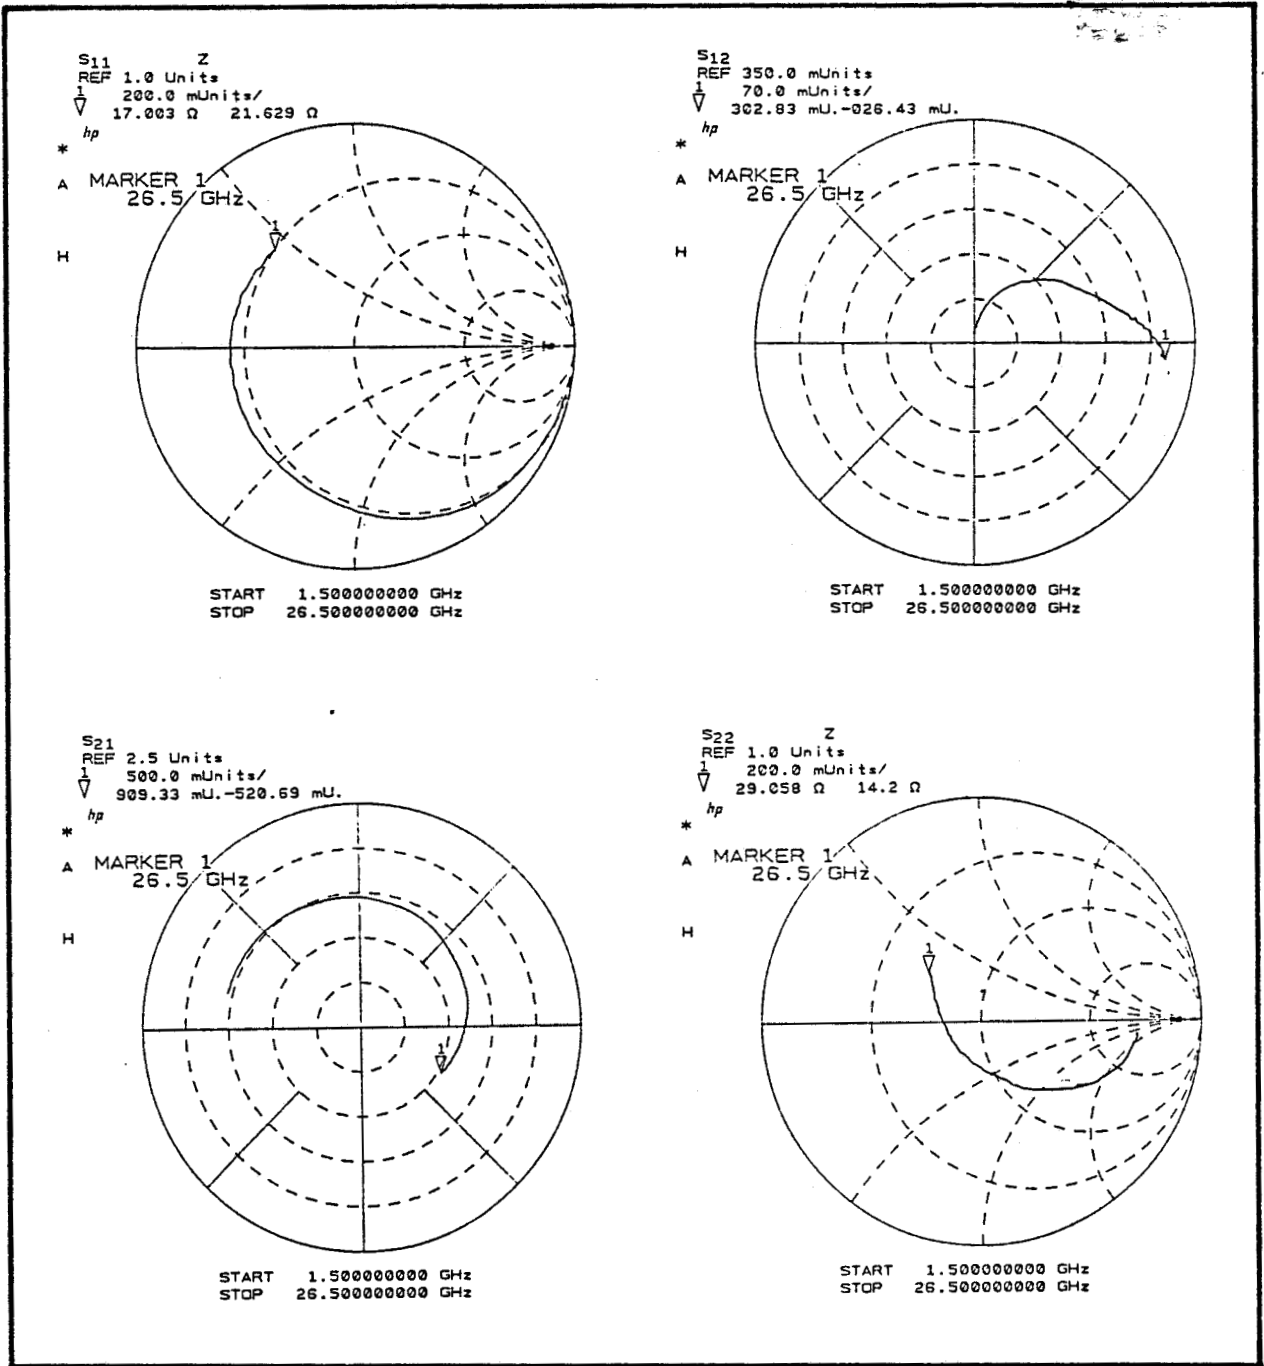 S11 Z
REF 1.0 Units
1 200.0 mUnits/
17.003 Ω 21.629 Ω
hp
*
A MARKER 1
26.5 GHz
H
1
START 1.500000000 GHz
STOP 26.500000000 GHz
S12
REF 350.0 mUnits
1 70.0 mUnits/
302.83 mU.-026.43 mU.
hp
*
A MARKER 1
26.5 GHz
H
1
START 1.500000000 GHz
STOP 26.500000000 GHz
S21
REF 2.5 Units
1 500.0 mUnits/
909.33 mU.-520.69 mU.
hp
*
A MARKER 1
26.5 GHz
H
1
START 1.500000000 GHz
STOP 26.500000000 GHz
S22 Z
REF 1.0 Units
1 200.0 mUnits/
29.058 Ω 14.2 Ω
hp
*
A MARKER 1
26.5 GHz
H
1
START 1.500000000 GHz
STOP 26.500000000 GHz